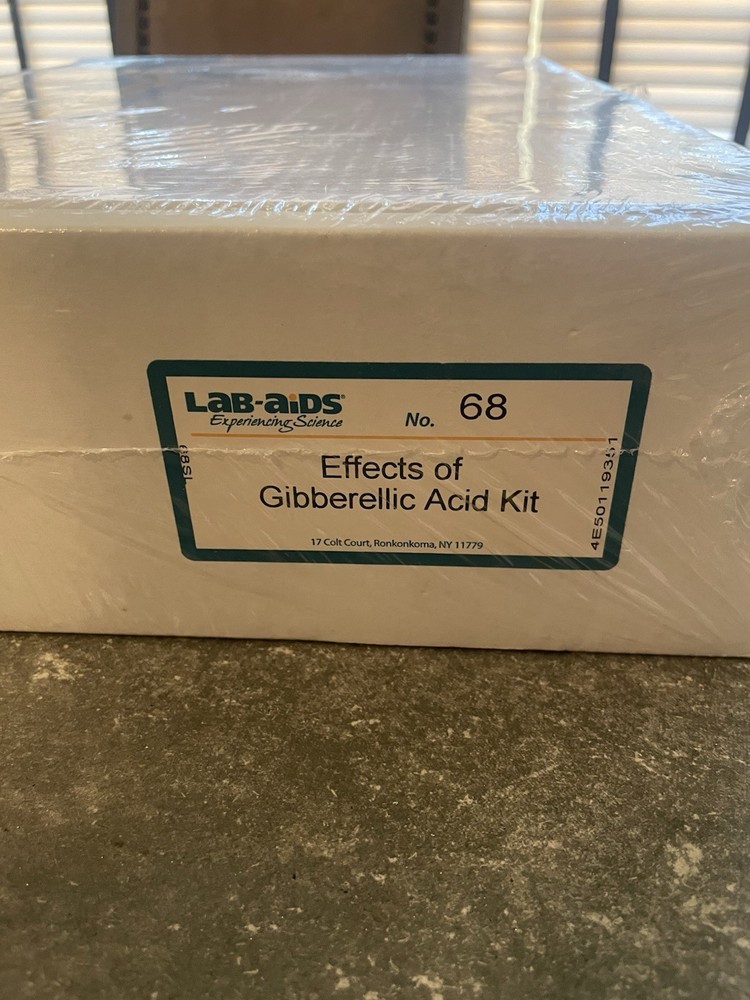 LAB-AIDS®
Experiencing Science
No. 68
Effects of
Gibberellic Acid Kit
17 Colt Court, Ronkonkoma, NY 11779